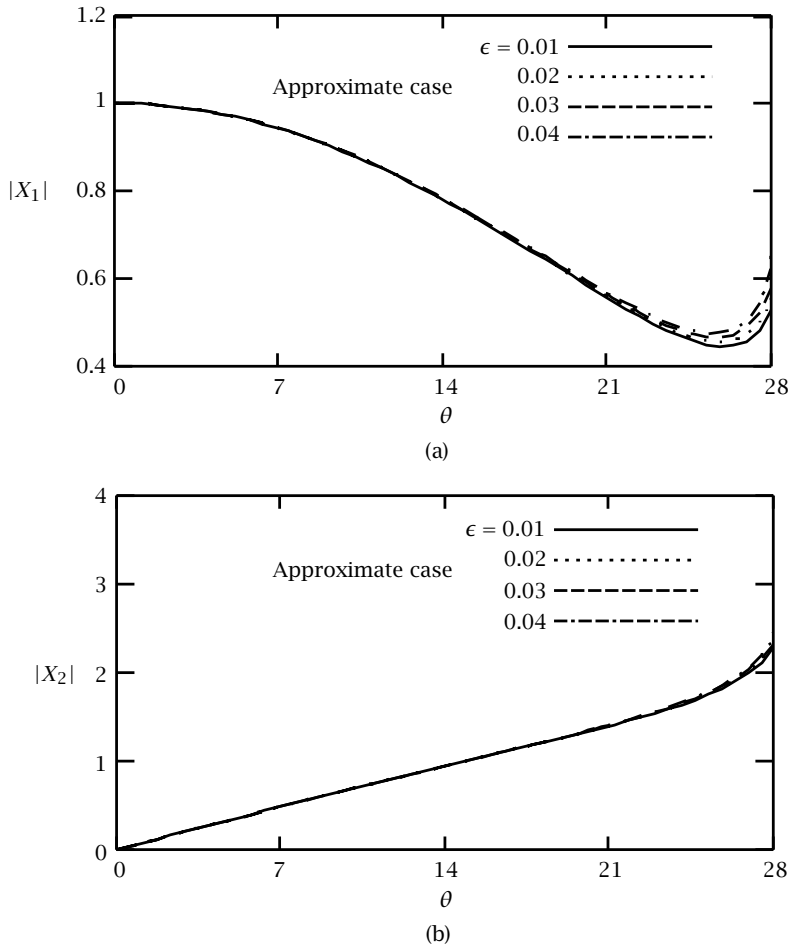 1.2
ϵ = 0.01
0.02
Approximate case
1
0.03
0.04
|X₁|
0.8
0.6
0.4
0
7
14
21
28
θ
(a)
4
ϵ = 0.01
0.02
Approximate case
3
0.03
0.04
2
|X₂|
1
0
0
7
14
21
28
θ
(b)